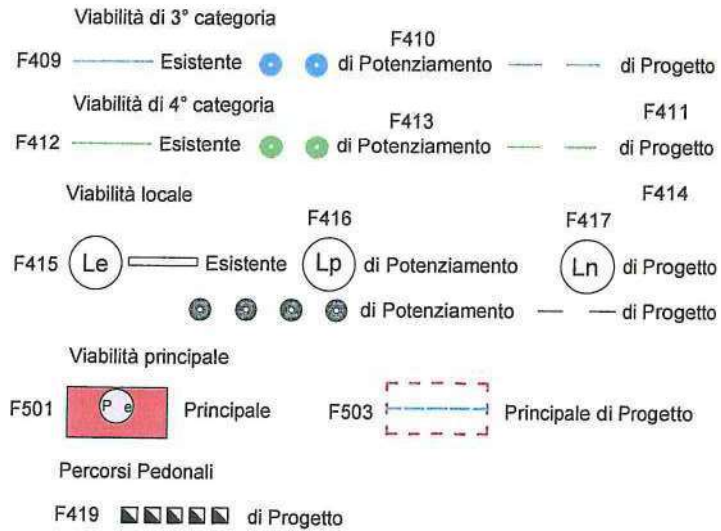 Viabilità di 3° categoria
F410
F409 Esistente di Potenziamento di Progetto
Viabilità di 4° categoria
F413 F411
F412 Esistente di Potenziamento di Progetto
Viabilità locale F414
F416 F417
F415 Le Esistente Lp di Potenziamento Ln di Progetto
di Potenziamento di Progetto
Viabilità principale
F501 P e Principale F503 Principale di Progetto
Percorsi Pedonali
F419 di Progetto